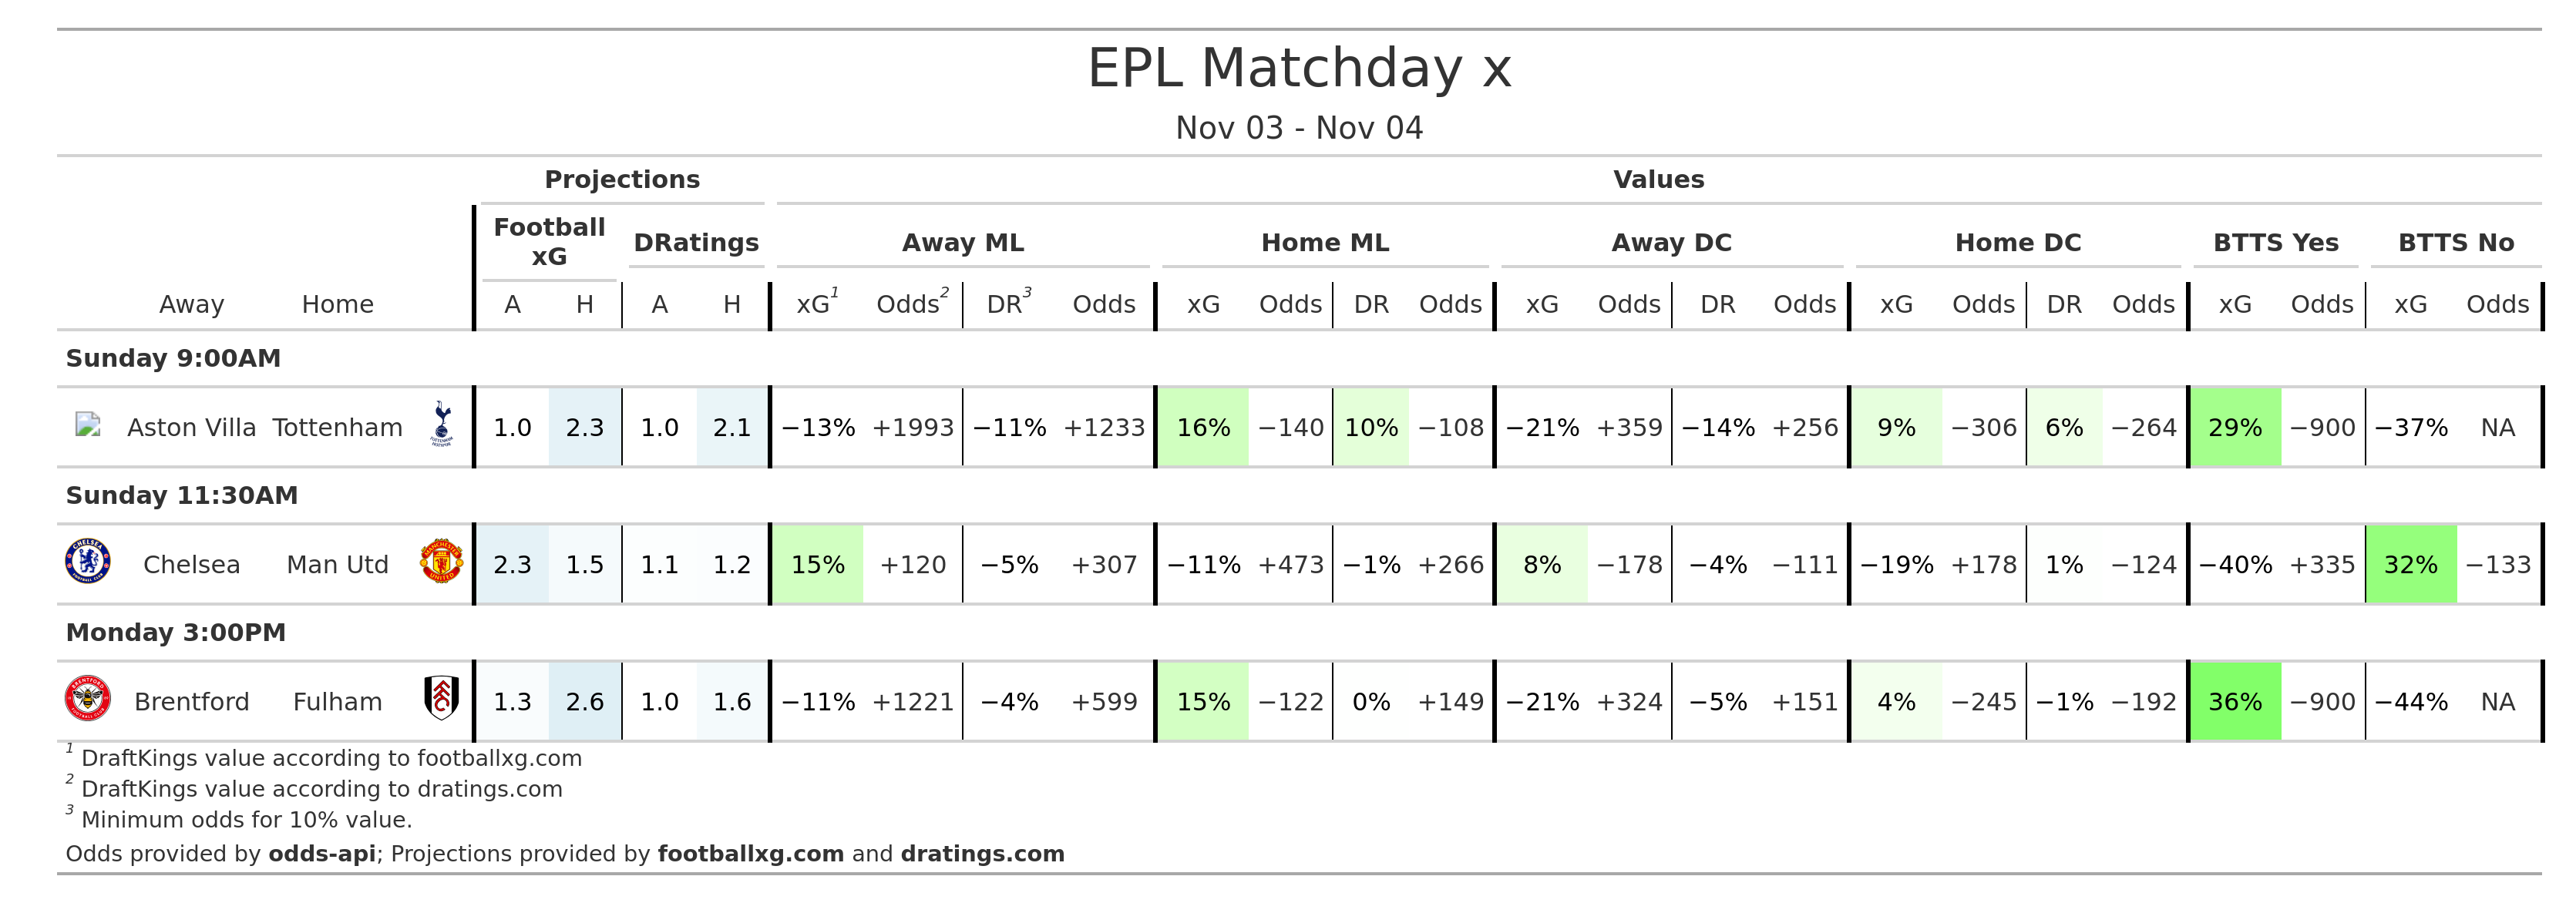 EPL Matchday x
Nov 03 - Nov 04
Projections Values
Football xG DRatings Away ML Home ML Away DC Home DC BTTS Yes BTTS No
Away Home A H A H xG1 Odds2 DR3 Odds xG Odds DR Odds xG Odds DR Odds xG Odds DR Odds xG Odds xG Odds
Sunday 9:00AM
Aston Villa Tottenham 1.0 2.3 1.0 2.1 −13% +1993 −11% +1233 16% −140 10% −108 −21% +359 −14% +256 9% −306 6% −264 29% −900 −37% NA
Sunday 11:30AM
Chelsea Man Utd 2.3 1.5 1.1 1.2 15% +120 −5% +307 −11% +473 −1% +266 8% −178 −4% −111 −19% +178 1% −124 −40% +335 32% −133
Monday 3:00PM
Brentford Fulham 1.3 2.6 1.0 1.6 −11% +1221 −4% +599 15% −122 0% +149 −21% +324 −5% +151 4% −245 −1% −192 36% −900 −44% NA
1 DraftKings value according to footballxg.com
2 DraftKings value according to dratings.com
3 Minimum odds for 10% value.
Odds provided by odds-api; Projections provided by footballxg.com and dratings.com